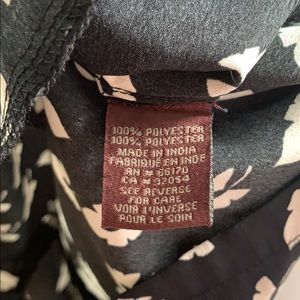 100% POLYESTER
100% POLYESTER
MADE IN INDIA
FABRIQUÉ EN INDE
RN # 66170
CA # 32054
SEE REVERSE
FOR CARE
VOIR L'INVERSE
POUR LE SOIN